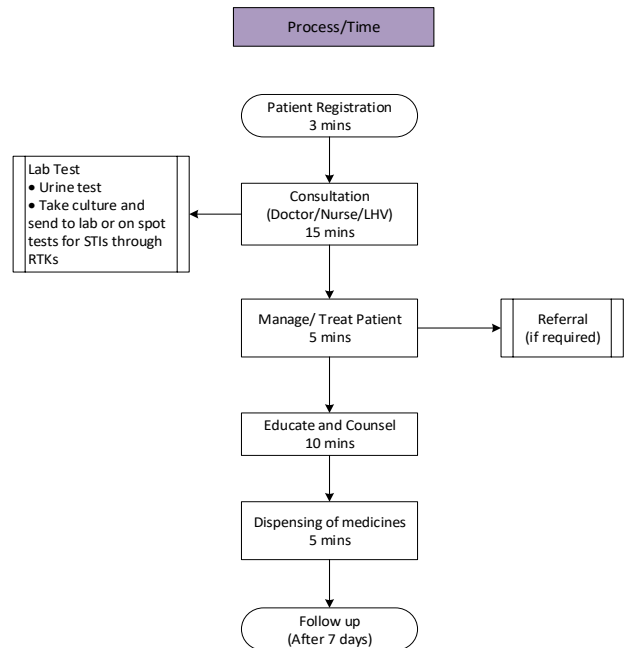 Process/Time
Patient Registration
3 mins
Lab Test
● Urine test
● Take culture and
send to lab or on spot
tests for STIs through
RTKs
Consultation
(Doctor/Nurse/LHV)
15 mins
Manage/ Treat Patient
5 mins
Referral
(if required)
Educate and Counsel
10 mins
Dispensing of medicines
5 mins
Follow up
(After 7 days)